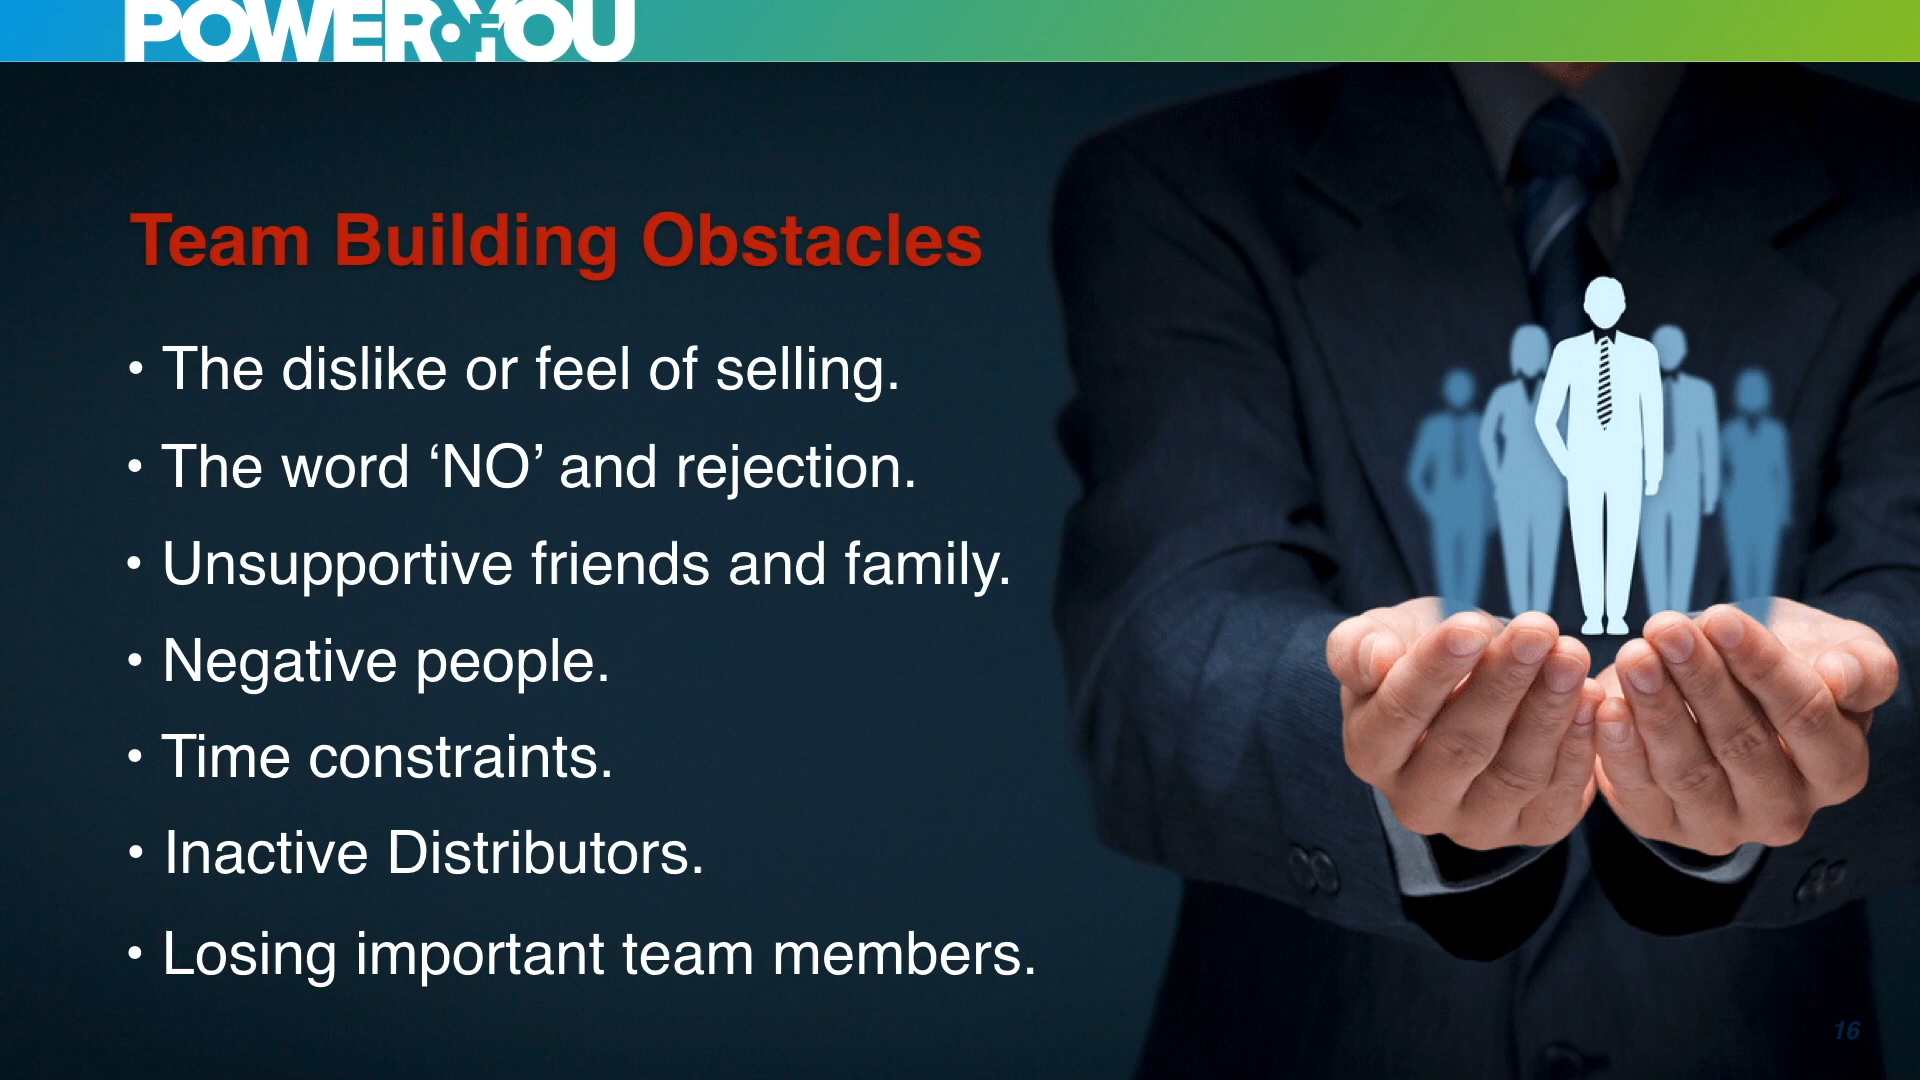 POWER OF YOU
Team Building Obstacles
• The dislike or feel of selling.
• The word ‘NO’ and rejection.
• Unsupportive friends and family.
• Negative people.
• Time constraints.
• Inactive Distributors.
• Losing important team members.
16